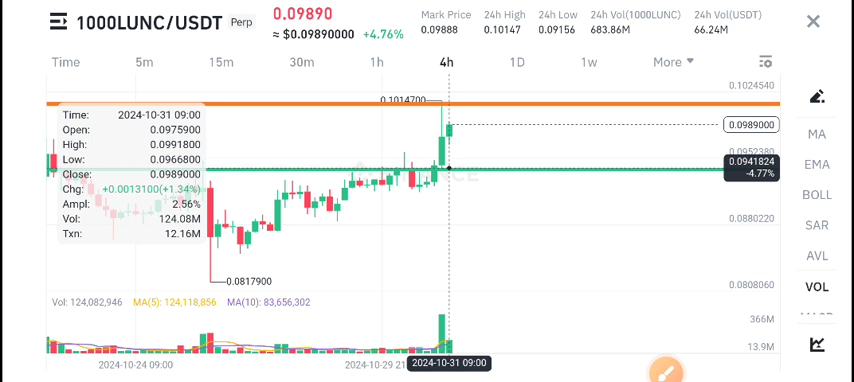 1000LUNC/USDT Perp
0.09890
≈ $0.09890000 +4.76%
Mark Price
0.09888
24h High
0.10147
24h Low
0.09156
24h Vol(1000LUNC)
683.86M
24h Vol(USDT)
66.24M
Time 5m 15m 30m 1h 4h 1D 1w More
0.1024540
0.1014700
Time: 2024-10-31 09:00
Open: 0.0975900
High: 0.0991800
Low: 0.0966800
Close: 0.0989000
Chg: +0.0013100(+1.34%)
Ampl: 2.56%
Vol: 124.08M
Txn: 12.16M
0.0989000
0.0952380
0.0941824
-4.77%
0.0880220
0.0817900
0.0808060
MA
EMA
BOLL
SAR
AVL
VOL
Vol: 124,082,946 MA(5): 124,118,856 MA(10): 83,656,302
366M
13.9M
2024-10-24 09:00
2024-10-29 21
2024-10-31 09:00